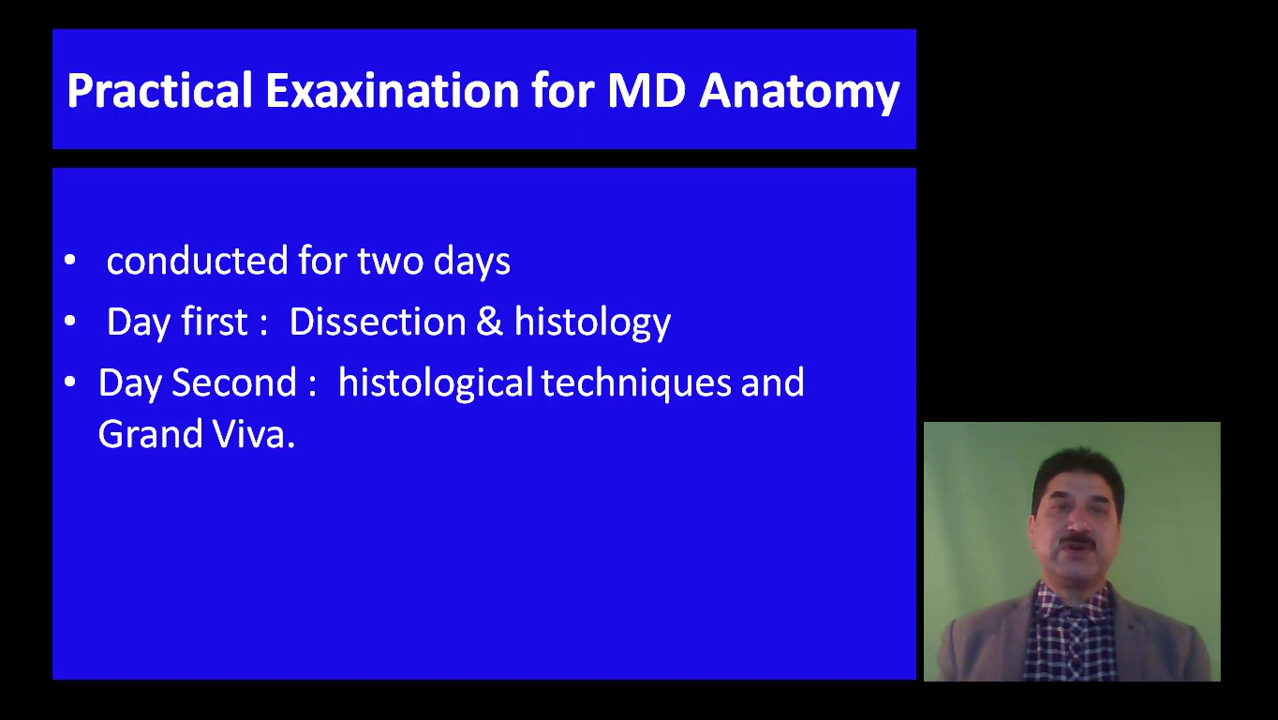 Practical Exaxination for MD Anatomy
• conducted for two days
• Day first : Dissection & histology
• Day Second : histological techniques and
Grand Viva.